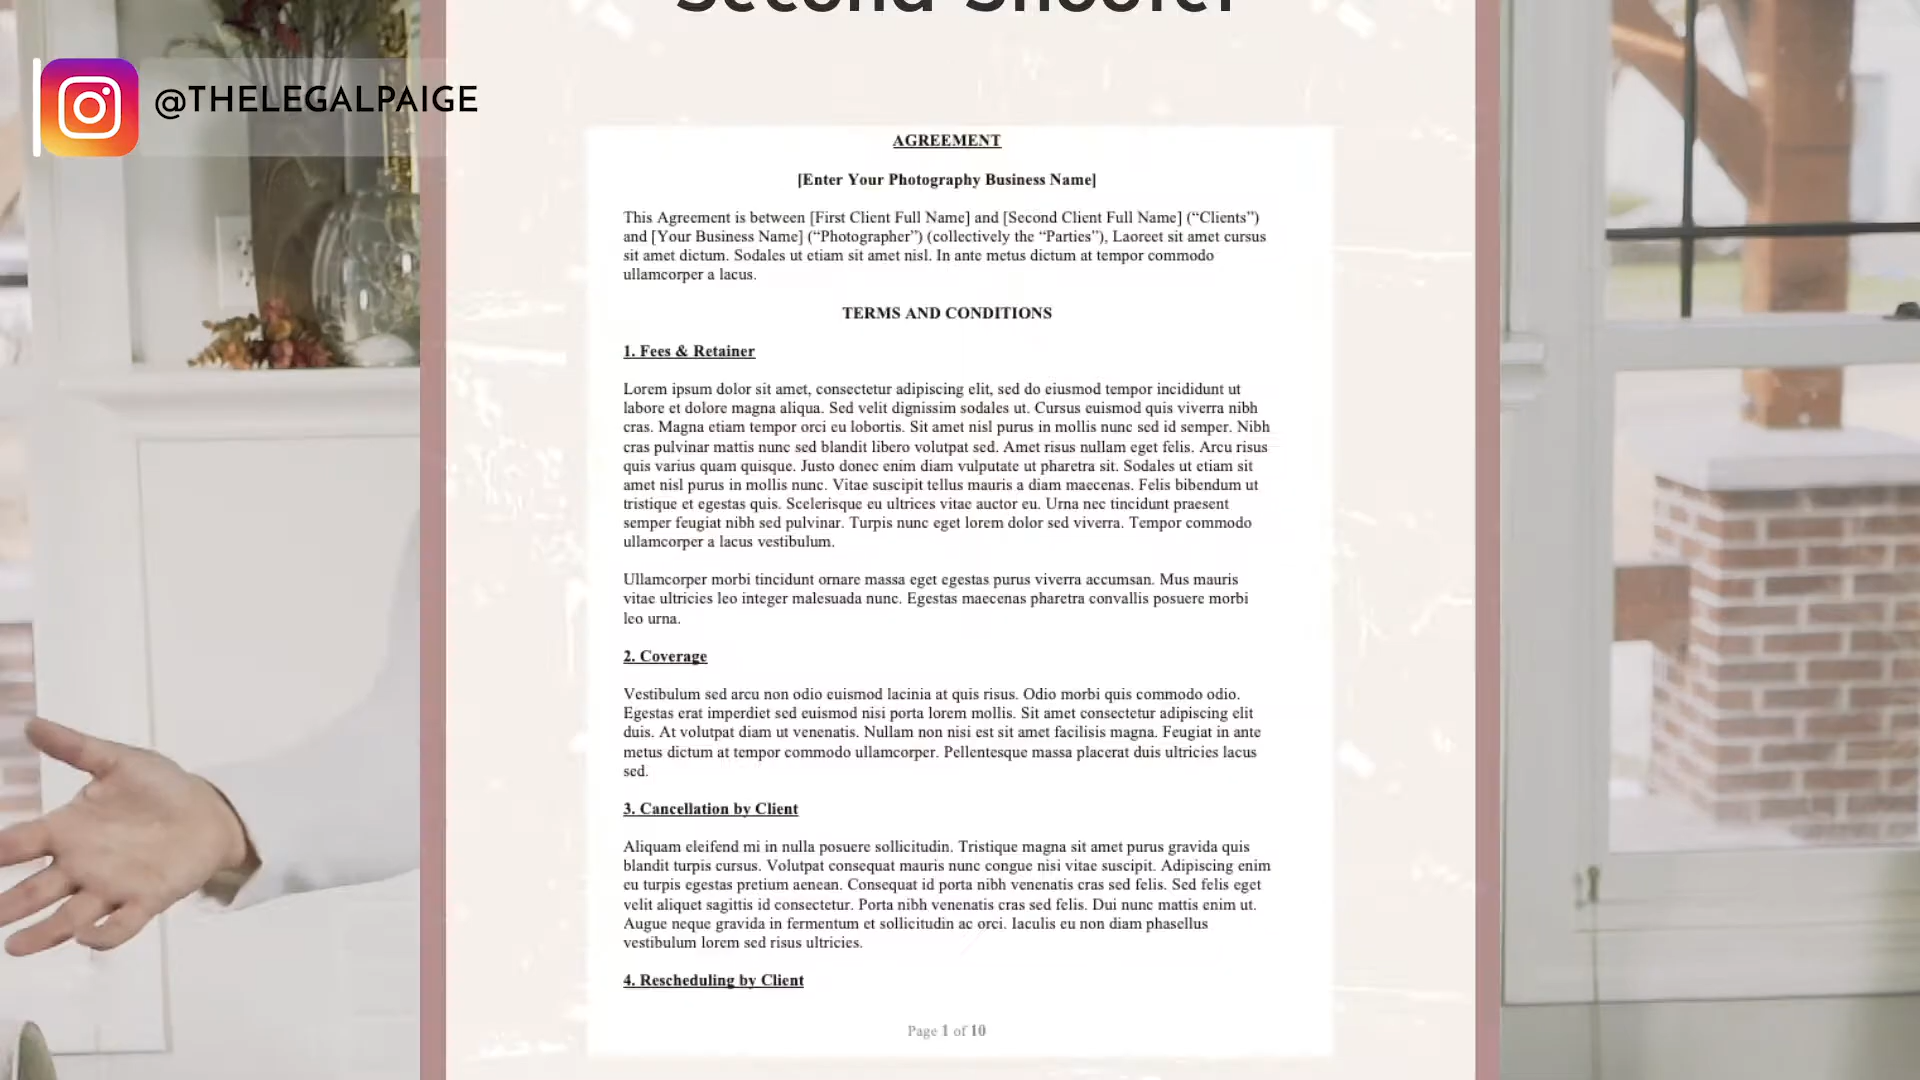 Second Shooter
@THELEGALPAIGE
AGREEMENT
[Enter Your Photography Business Name]
This Agreement is between [First Client Full Name] and [Second Client Full Name] (“Clients”)
and [Your Business Name] (“Photographer”) (collectively the “Parties”), Laoreet sit amet cursus
sit amet dictum. Sodales ut etiam sit amet nisl. In ante metus dictum at tempor commodo
ullamcorper a lacus.
TERMS AND CONDITIONS
1. Fees & Retainer
Lorem ipsum dolor sit amet, consectetur adipiscing elit, sed do eiusmod tempor incididunt ut
labore et dolore magna aliqua. Sed velit dignissim sodales ut. Cursus euismod quis viverra nibh
cras. Magna etiam tempor orci eu lobortis. Sit amet nisl purus in mollis nunc sed id semper. Nibh
cras pulvinar mattis nunc sed blandit libero volutpat sed. Amet risus nullam eget felis. Arcu risus
quis varius quam quisque. Justo donec enim diam vulputate ut pharetra sit. Sodales ut etiam sit
amet nisl purus in mollis nunc. Vitae suscipit tellus mauris a diam maecenas. Felis bibendum ut
tristique et egestas quis. Scelerisque eu ultrices vitae auctor eu. Urna nec tincidunt praesent
semper feugiat nibh sed pulvinar. Turpis nunc eget lorem dolor sed viverra. Tempor commodo
ullamcorper a lacus vestibulum.
Ullamcorper morbi tincidunt ornare massa eget egestas purus viverra accumsan. Mus mauris
vitae ultricies leo integer malesuada nunc. Egestas maecenas pharetra convallis posuere morbi
leo urna.
2. Coverage
Vestibulum sed arcu non odio euismod lacinia at quis risus. Odio morbi quis commodo odio.
Egestas erat imperdiet sed euismod nisi porta lorem mollis. Sit amet consectetur adipiscing elit
duis. At volutpat diam ut venenatis. Nullam non nisi est sit amet facilisis magna. Feugiat in ante
metus dictum at tempor commodo ullamcorper. Pellentesque massa placerat duis ultricies lacus
sed.
3. Cancellation by Client
Aliquam eleifend mi in nulla posuere sollicitudin. Tristique magna sit amet purus gravida quis
blandit turpis cursus. Volutpat consequat mauris nunc congue nisi vitae suscipit. Adipiscing enim
eu turpis egestas pretium aenean. Consequat id porta nibh venenatis cras sed felis. Sed felis eget
velit aliquet sagittis id consectetur. Porta nibh venenatis cras sed felis. Dui nunc mattis enim ut.
Augue neque gravida in fermentum et sollicitudin ac orci. Iaculis eu non diam phasellus
vestibulum lorem sed risus ultricies.
4. Rescheduling by Client
Page 1 of 10